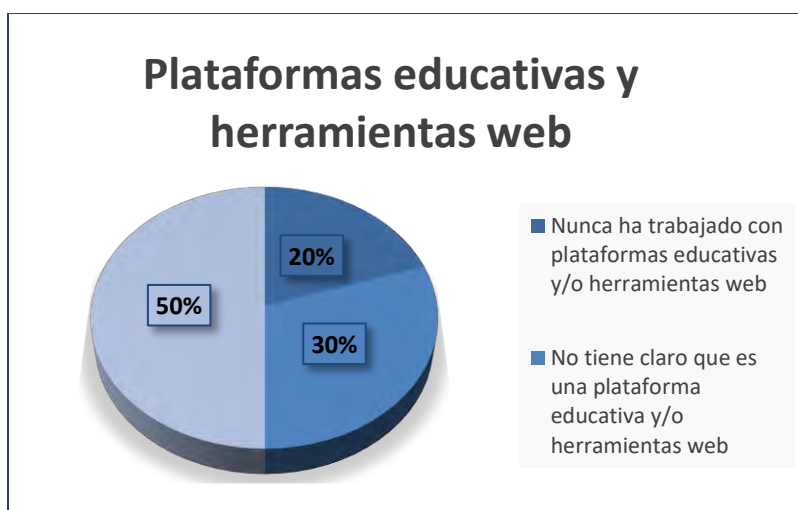 Plataformas educativas y
herramientas web
20%
50%
30%
Nunca ha trabajado con
plataformas educativas
y/o herramientas web
No tiene claro que es
una plataforma
educativa y/o
herramientas web